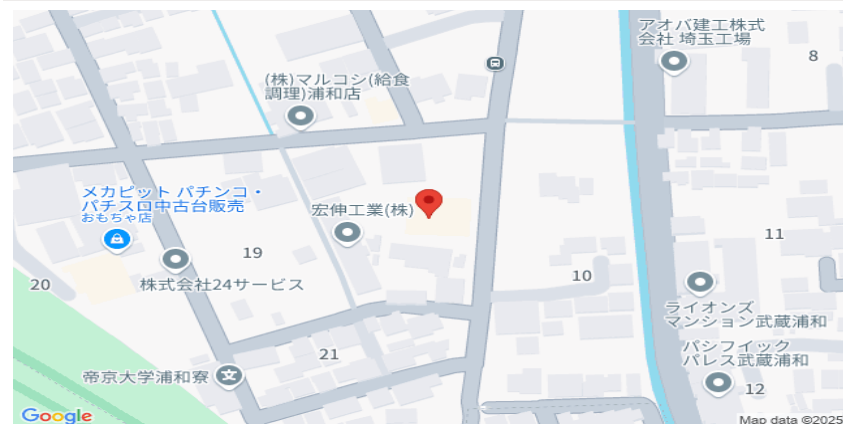 アオバ建工株式
会社 埼玉工場
8
(株)マルコシ(給食
調理)浦和店
メカピット パチンコ・
パチスロ中古台販売
おもちゃ店
宏伸工業(株)
19
11
20
株式会社24サービス
10
ライオンズ
マンション武蔵浦和
21
パシフイック
パレス武蔵浦和
帝京大学浦和寮
12
Google
Map data ©2025